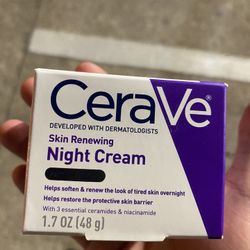 CeraVe
DEVELOPED WITH DERMATOLOGISTS
Skin Renewing
Night Cream
Helps soften & renew the look of tired skin overnight
Helps restore the protective skin barrier
With 3 essential ceramides & niacinamide
1.7 OZ (48 g)